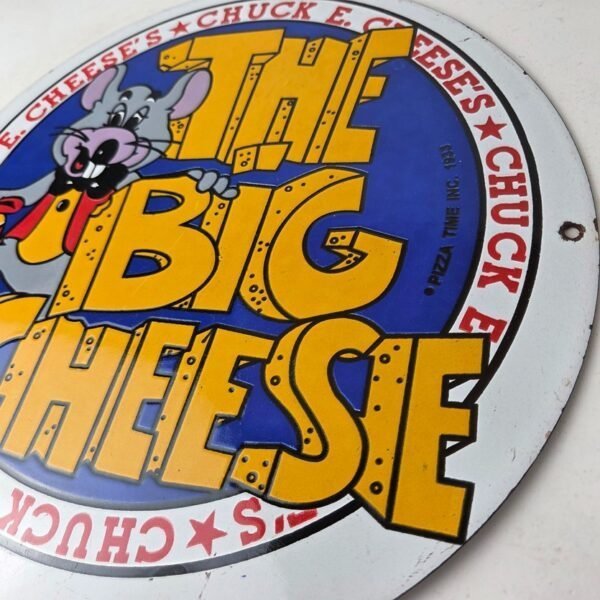 E. CHEESE'S ★ CHUCK E. CHEESE'S ★ CHUCK E
THE
BIG
CHEESE
• PIZZA TIME INC. 1983
CHUCK ★ 'S